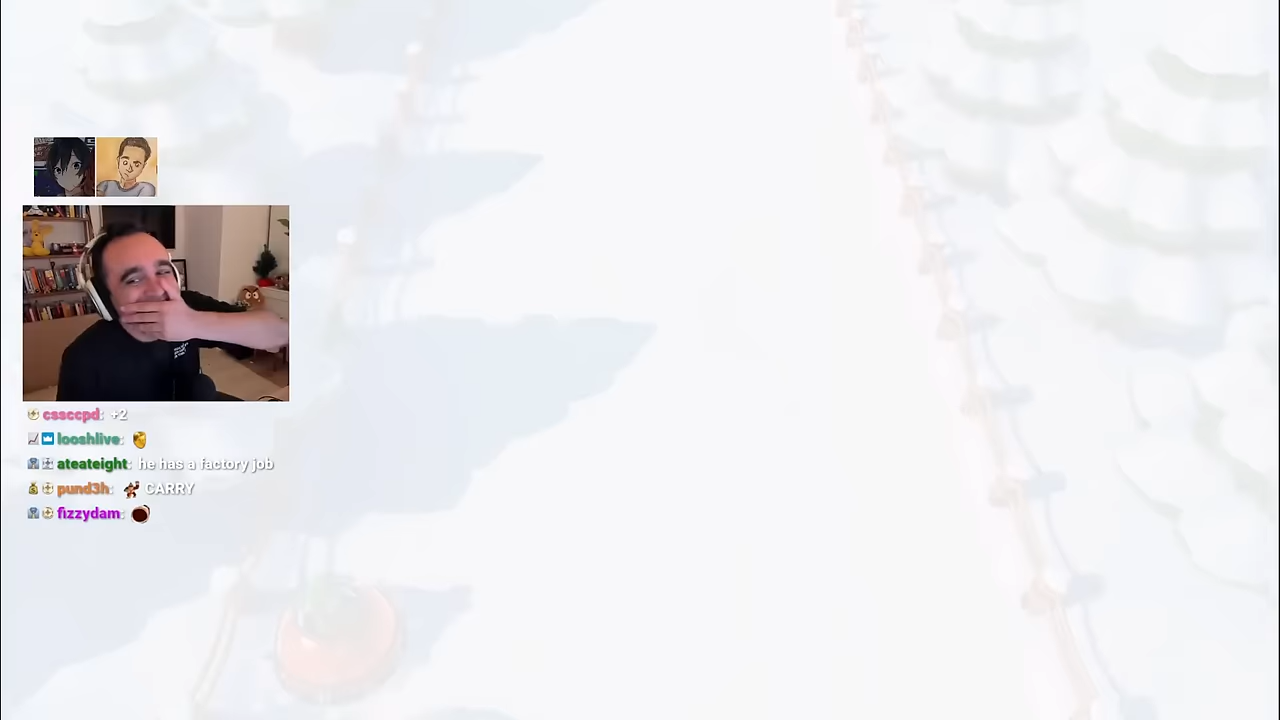 cssccpd: +2
looshlive:
ateateight: he has a factory job
pund3h: CARRY
fizzydam: